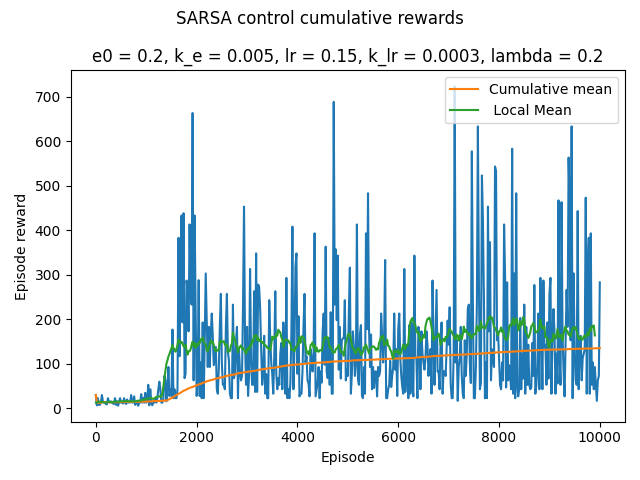 SARSA control cumulative rewards
e0 = 0.2, k_e = 0.005, lr = 0.15, k_lr = 0.0003, lambda = 0.2
Cumulative mean
Local Mean
Episode reward
700
600
500
400
300
200
100
0
0 2000 4000 6000 8000 10000
Episode